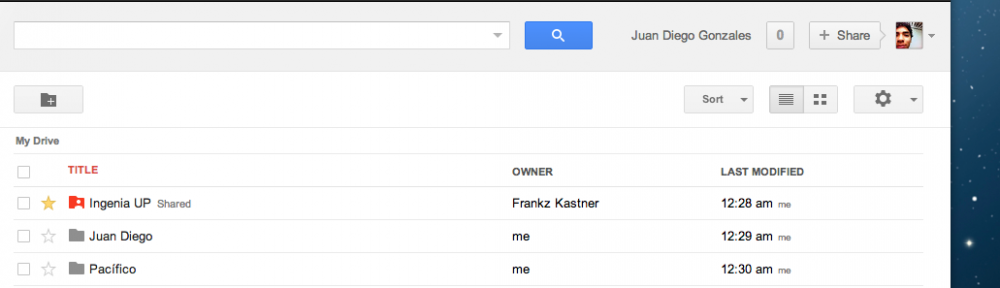 Juan Diego Gonzales 0 + Share
Sort
My Drive
TITLE OWNER LAST MODIFIED
Ingenia UP Shared Frankz Kastner 12:28 am me
Juan Diego me 12:29 am me
Pacífico me 12:30 am me